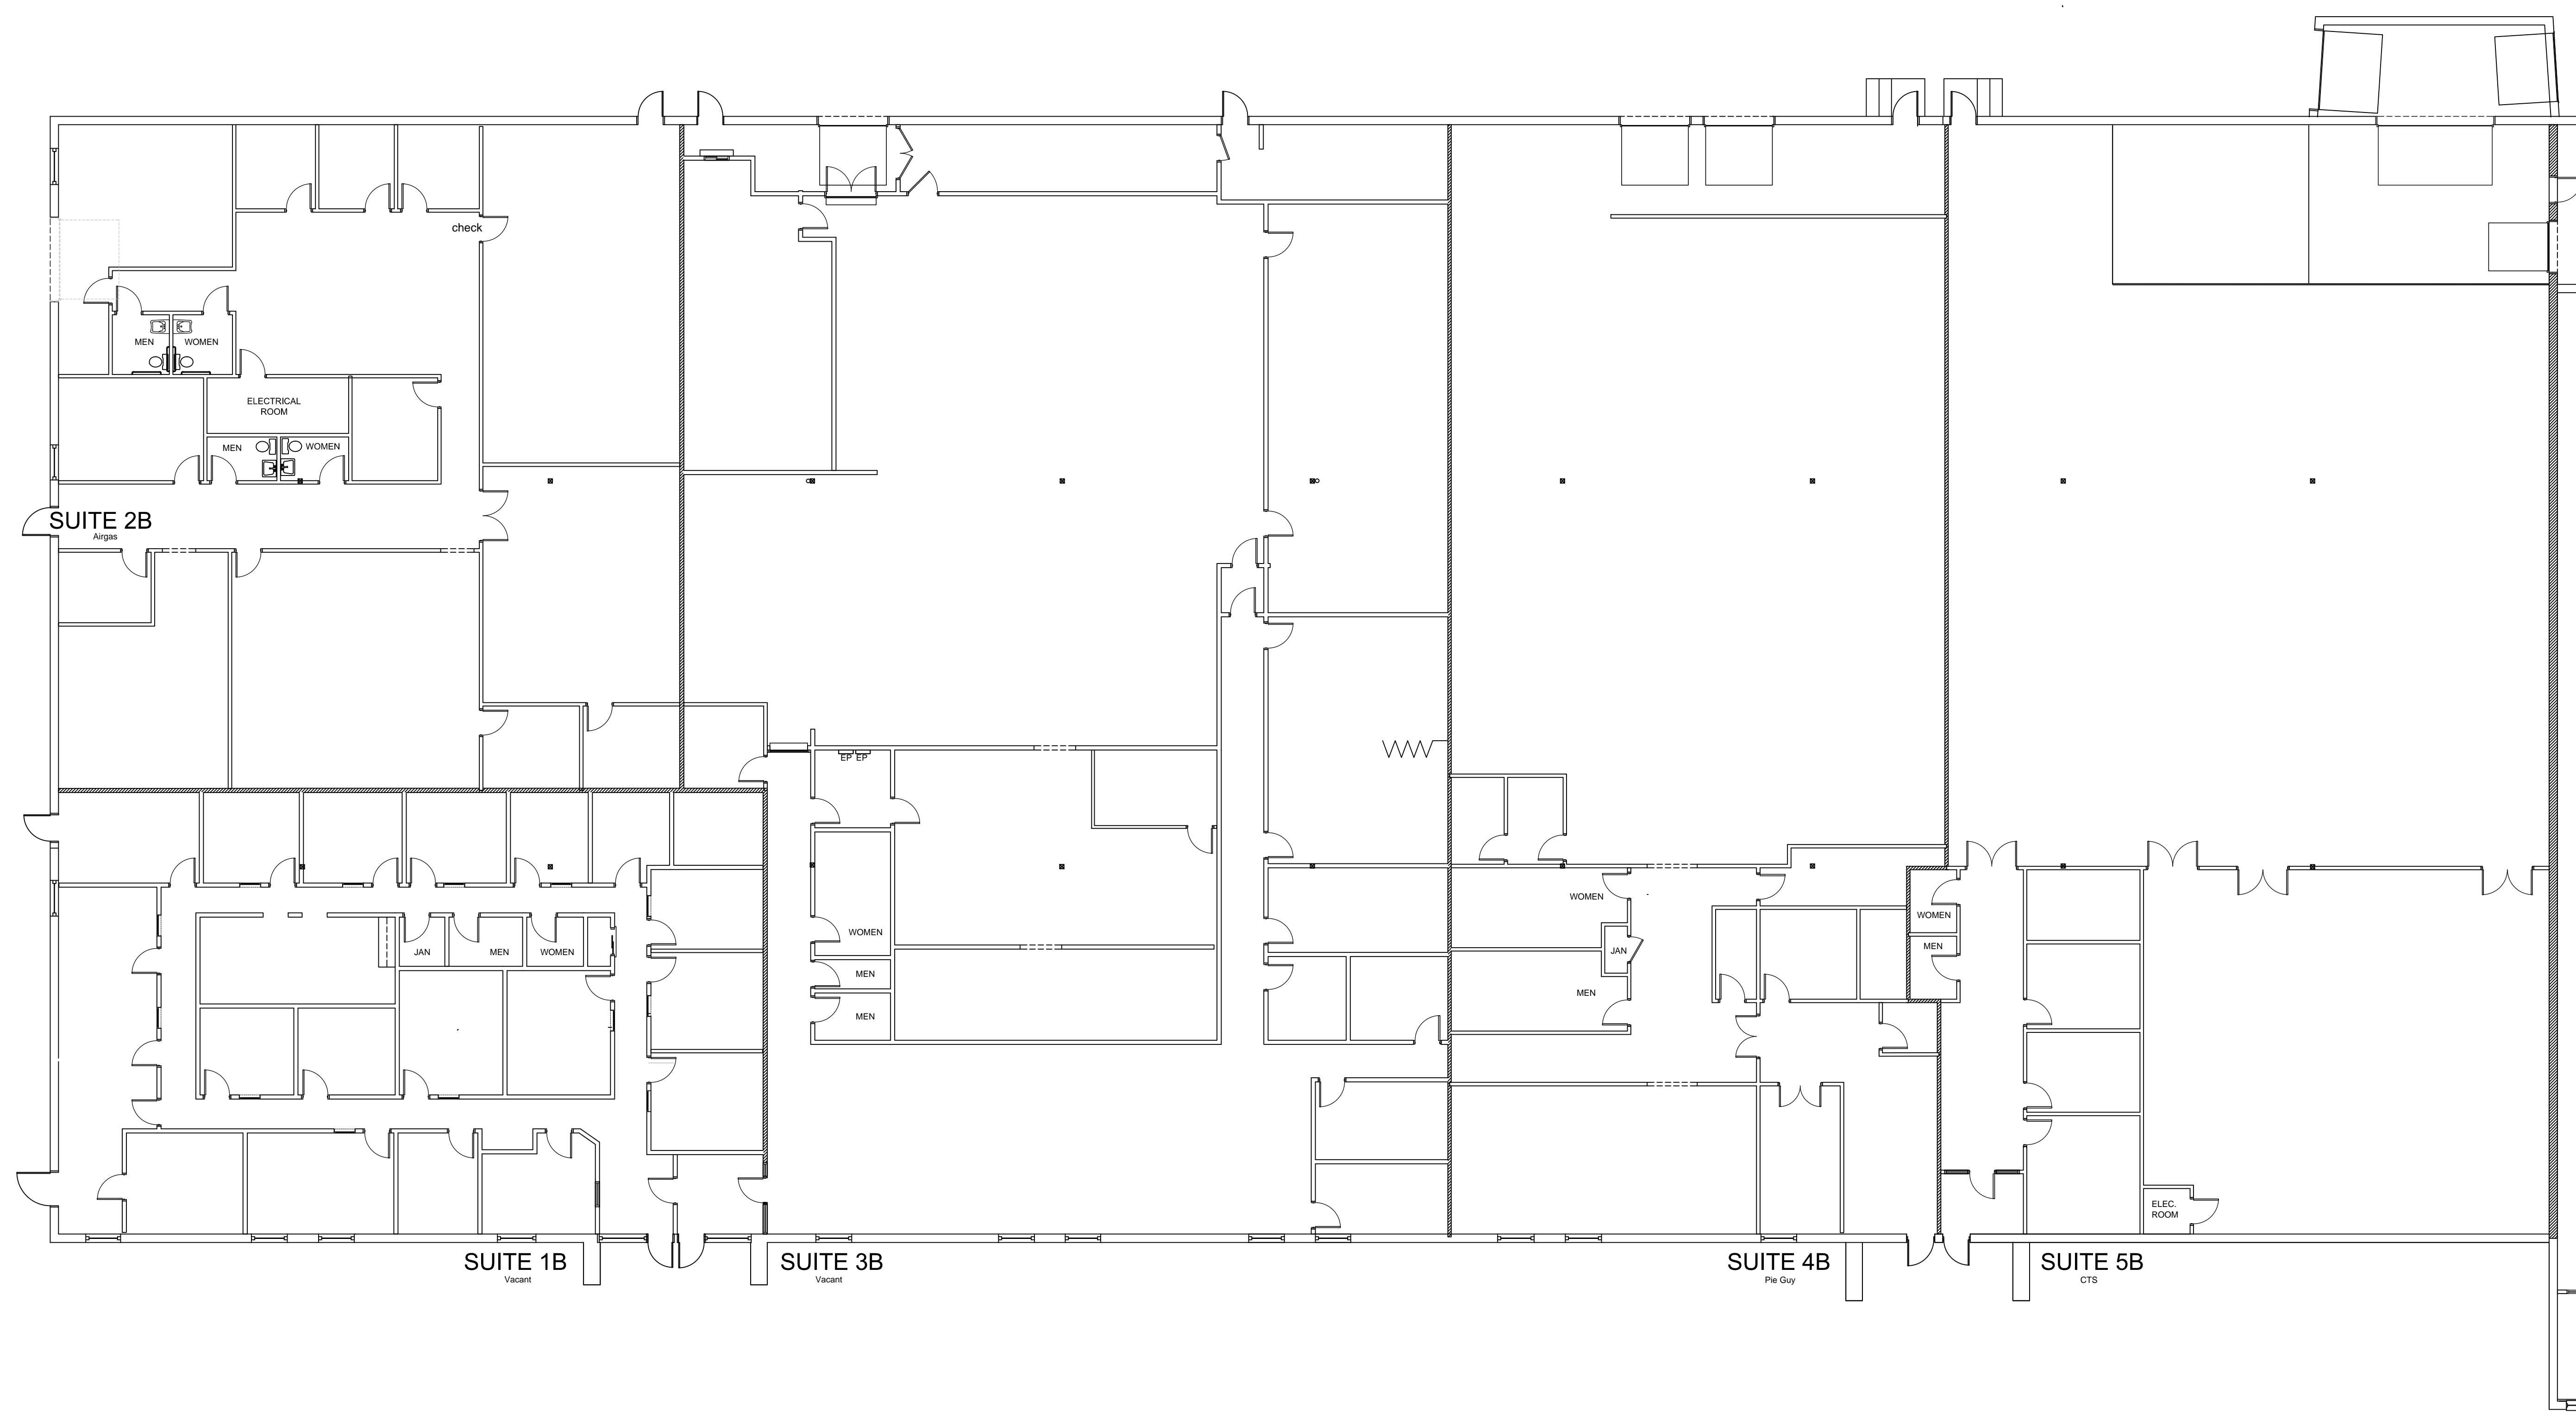 check
MEN
WOMEN
ELECTRICAL
ROOM
MEN
WOMEN
SUITE 2B
Airgas
EP EP
WOMEN
WOMEN
WOMEN
JAN
MEN
WOMEN
MEN
JAN
MEN
MEN
MEN
MEN
ELEC.
ROOM
SUITE 1B
Vacant
SUITE 3B
Vacant
SUITE 4B
Pie Guy
SUITE 5B
CTS